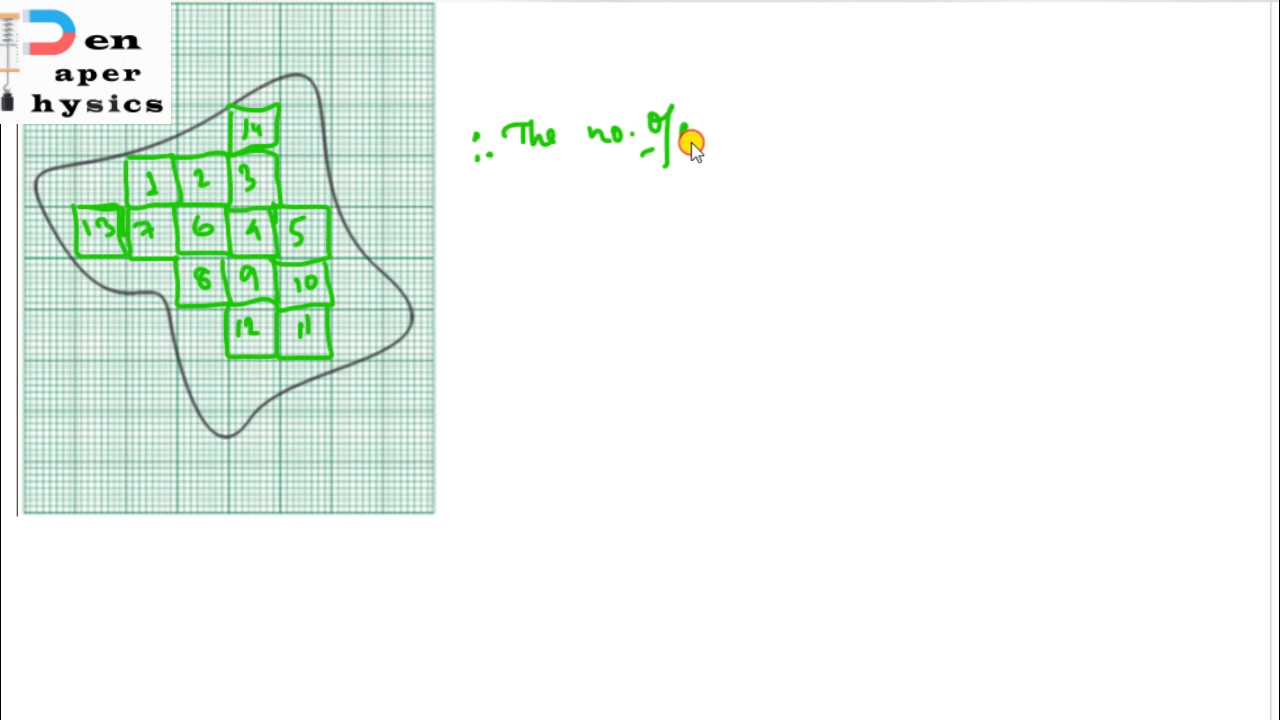 en
aper
hysics
∴ The no. of
14
1 2 3
13 7 6 4 5
8 9 10
12 11